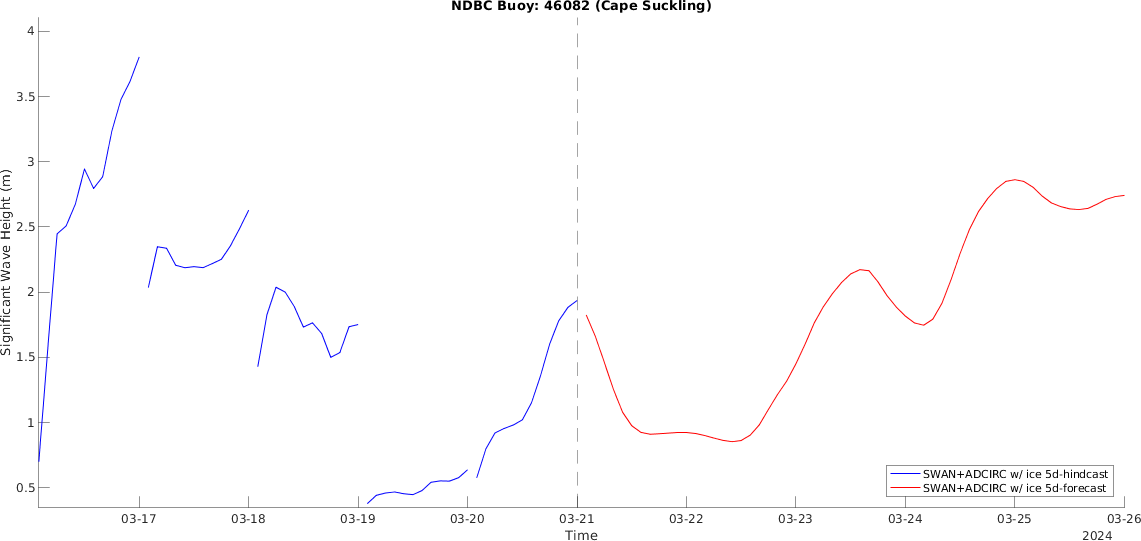 NDBC Buoy: 46082 (Cape Suckling)
4
3.5
3
2.5
2
1.5
1
0.5
Significant Wave Height (m)
SWAN+ADCIRC w/ ice 5d-hindcast
SWAN+ADCIRC w/ ice 5d-forecast
03-17 03-18 03-19 03-20 03-21 03-22 03-23 03-24 03-25 03-26
Time
2024